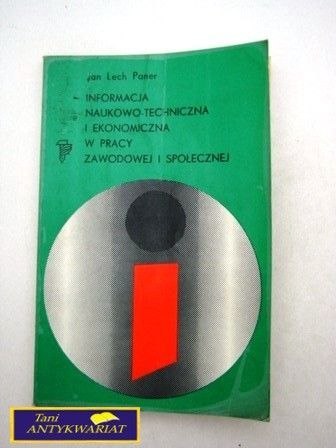 Jan Lech Paner
INFORMACJA
NAUKOWO-TECHNICZNA
I EKONOMICZNA
W PRACY
ZAWODOWEJ I SPOŁECZNEJ
i
Tani
ANTYKWARIAT